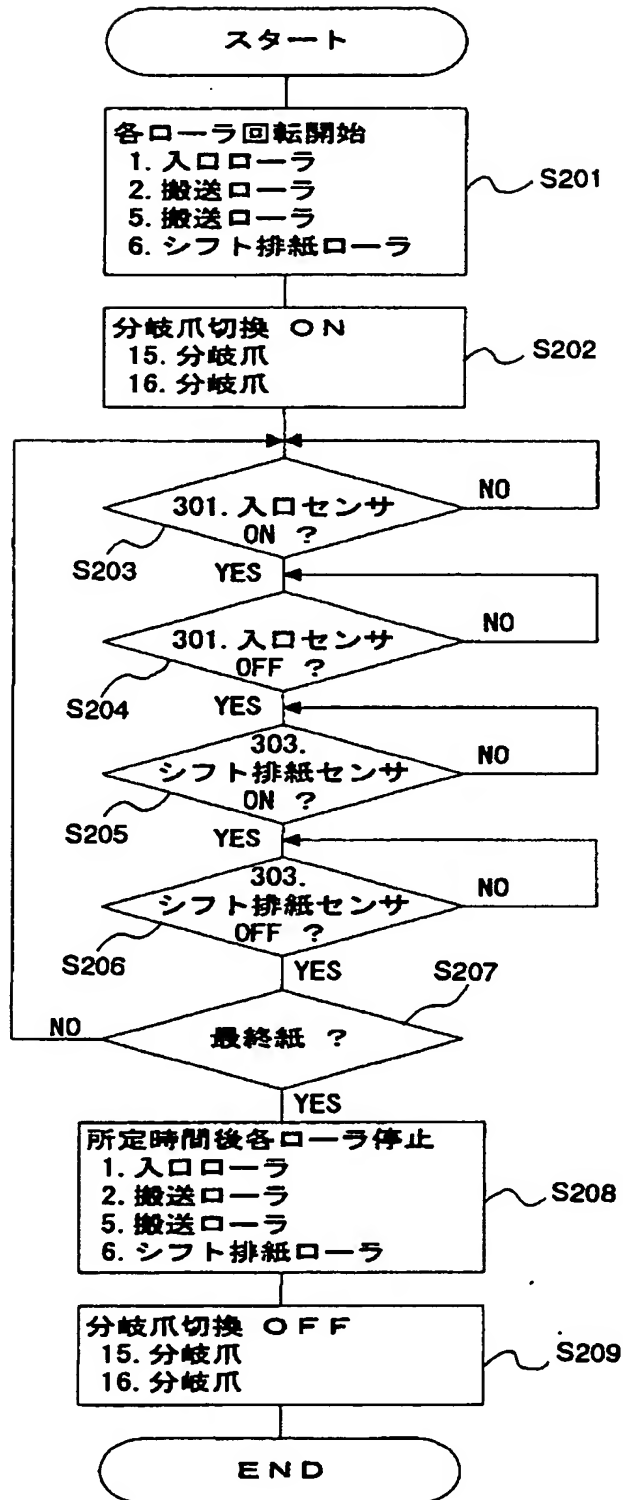 スタート
各ローラ回転開始
1. 入口ローラ
2. 搬送ローラ
5. 搬送ローラ
6. シフト排紙ローラ
S201
分岐爪切換 ON
15. 分岐爪
16. 分岐爪
S202
301. 入口センサ
ON ?
NO
S203
YES
301. 入口センサ
OFF ?
NO
S204
YES
303.
シフト排紙センサ
ON ?
NO
S205
YES
303.
シフト排紙センサ
OFF ?
NO
S206
YES
S207
NO
最終紙 ?
YES
所定時間後各ローラ停止
1. 入口ローラ
2. 搬送ローラ
5. 搬送ローラ
6. シフト排紙ローラ
S208
分岐爪切換 OFF
15. 分岐爪
16. 分岐爪
S209
END